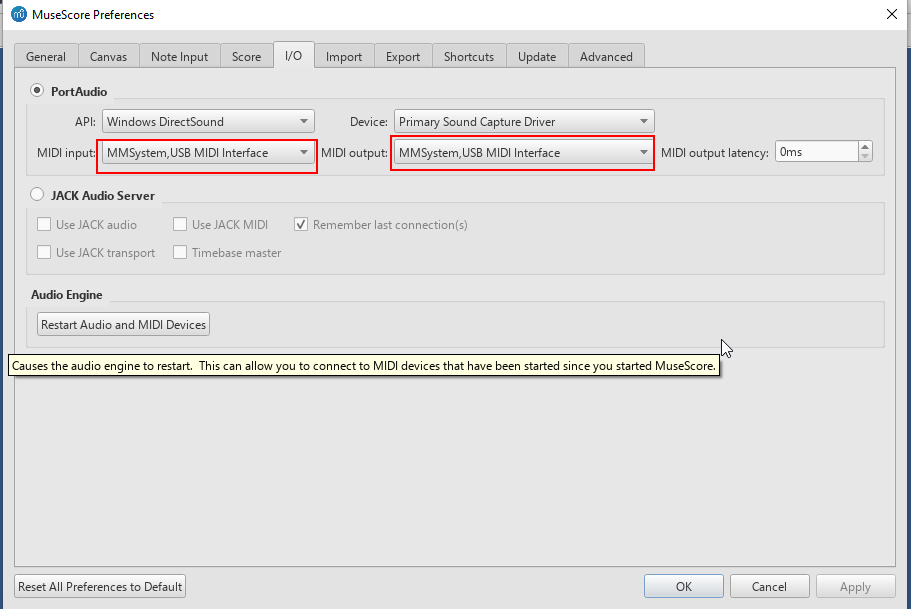 MuseScore Preferences
General Canvas Note Input Score I/O Import Export Shortcuts Update Advanced
PortAudio
API: Windows DirectSound Device: Primary Sound Capture Driver
MIDI input: MMSystem,USB MIDI Interface MIDI output: MMSystem,USB MIDI Interface MIDI output latency: 0ms
JACK Audio Server
Use JACK audio Use JACK MIDI Remember last connection(s)
Use JACK transport Timebase master
Audio Engine
Restart Audio and MIDI Devices
Causes the audio engine to restart.  This can allow you to connect to MIDI devices that have been started since you started MuseScore.
Reset All Preferences to Default OK Cancel Apply